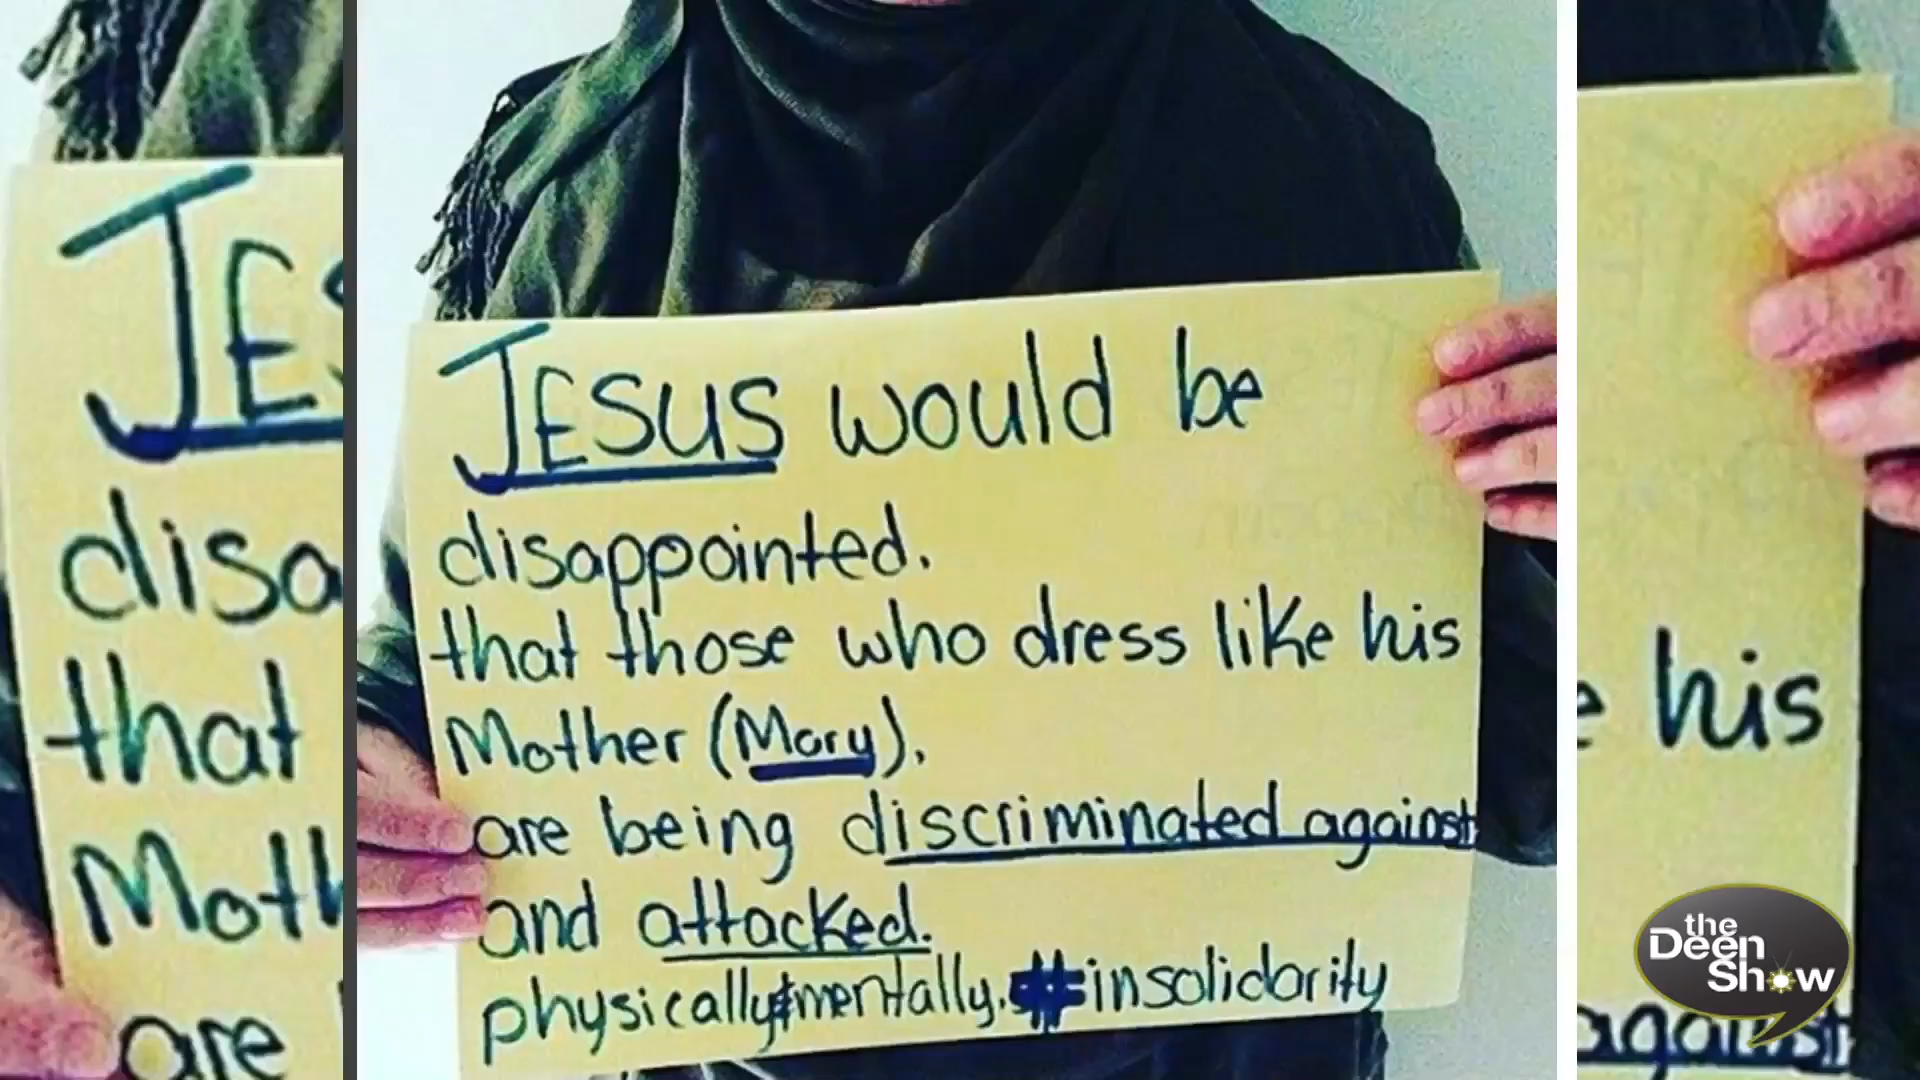 JESUS would be
disappointed.
that those who dress like his
Mother (Mary).
are being discriminated against
and attacked.
physically & mentally. #insolidarity
JES
disa
that
Moth
are
his
against
the
Deen
Show